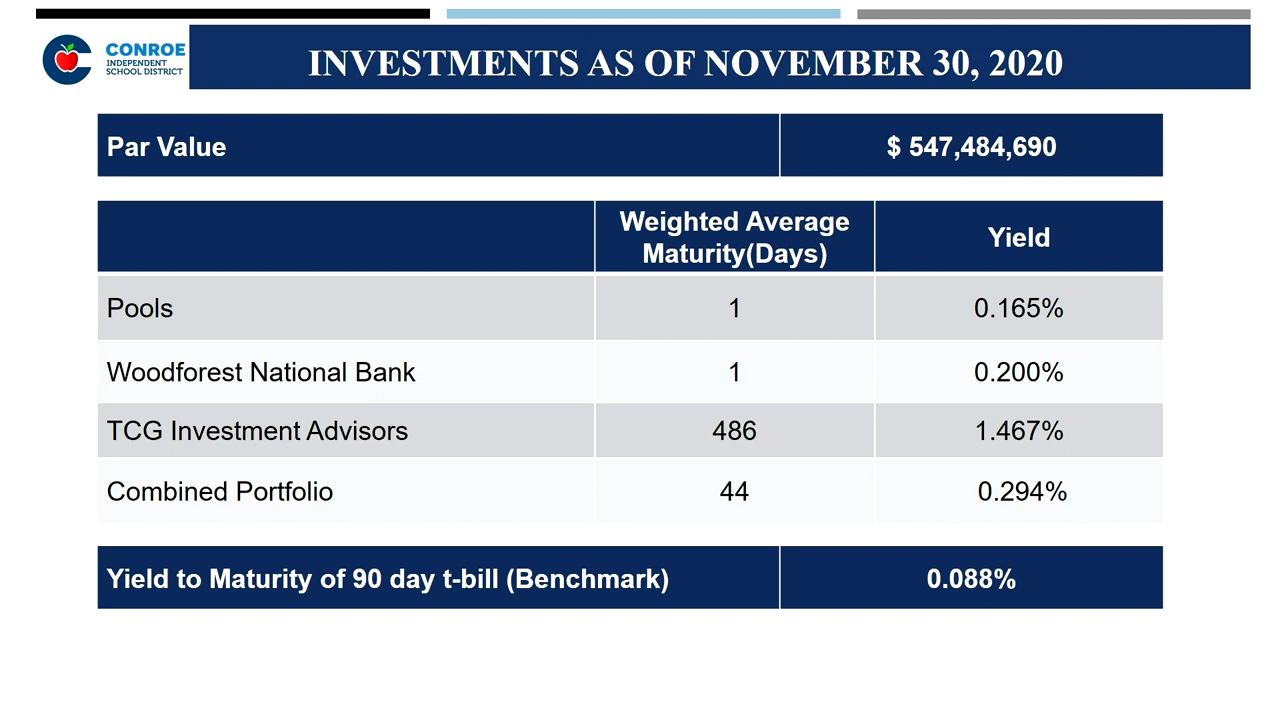 CONROE
INDEPENDENT
SCHOOL DISTRICT
INVESTMENTS AS OF NOVEMBER 30, 2020
Par Value $ 547,484,690
Weighted Average
Maturity(Days) Yield
Pools 1 0.165%
Woodforest National Bank 1 0.200%
TCG Investment Advisors 486 1.467%
Combined Portfolio 44 0.294%
Yield to Maturity of 90 day t-bill (Benchmark) 0.088%